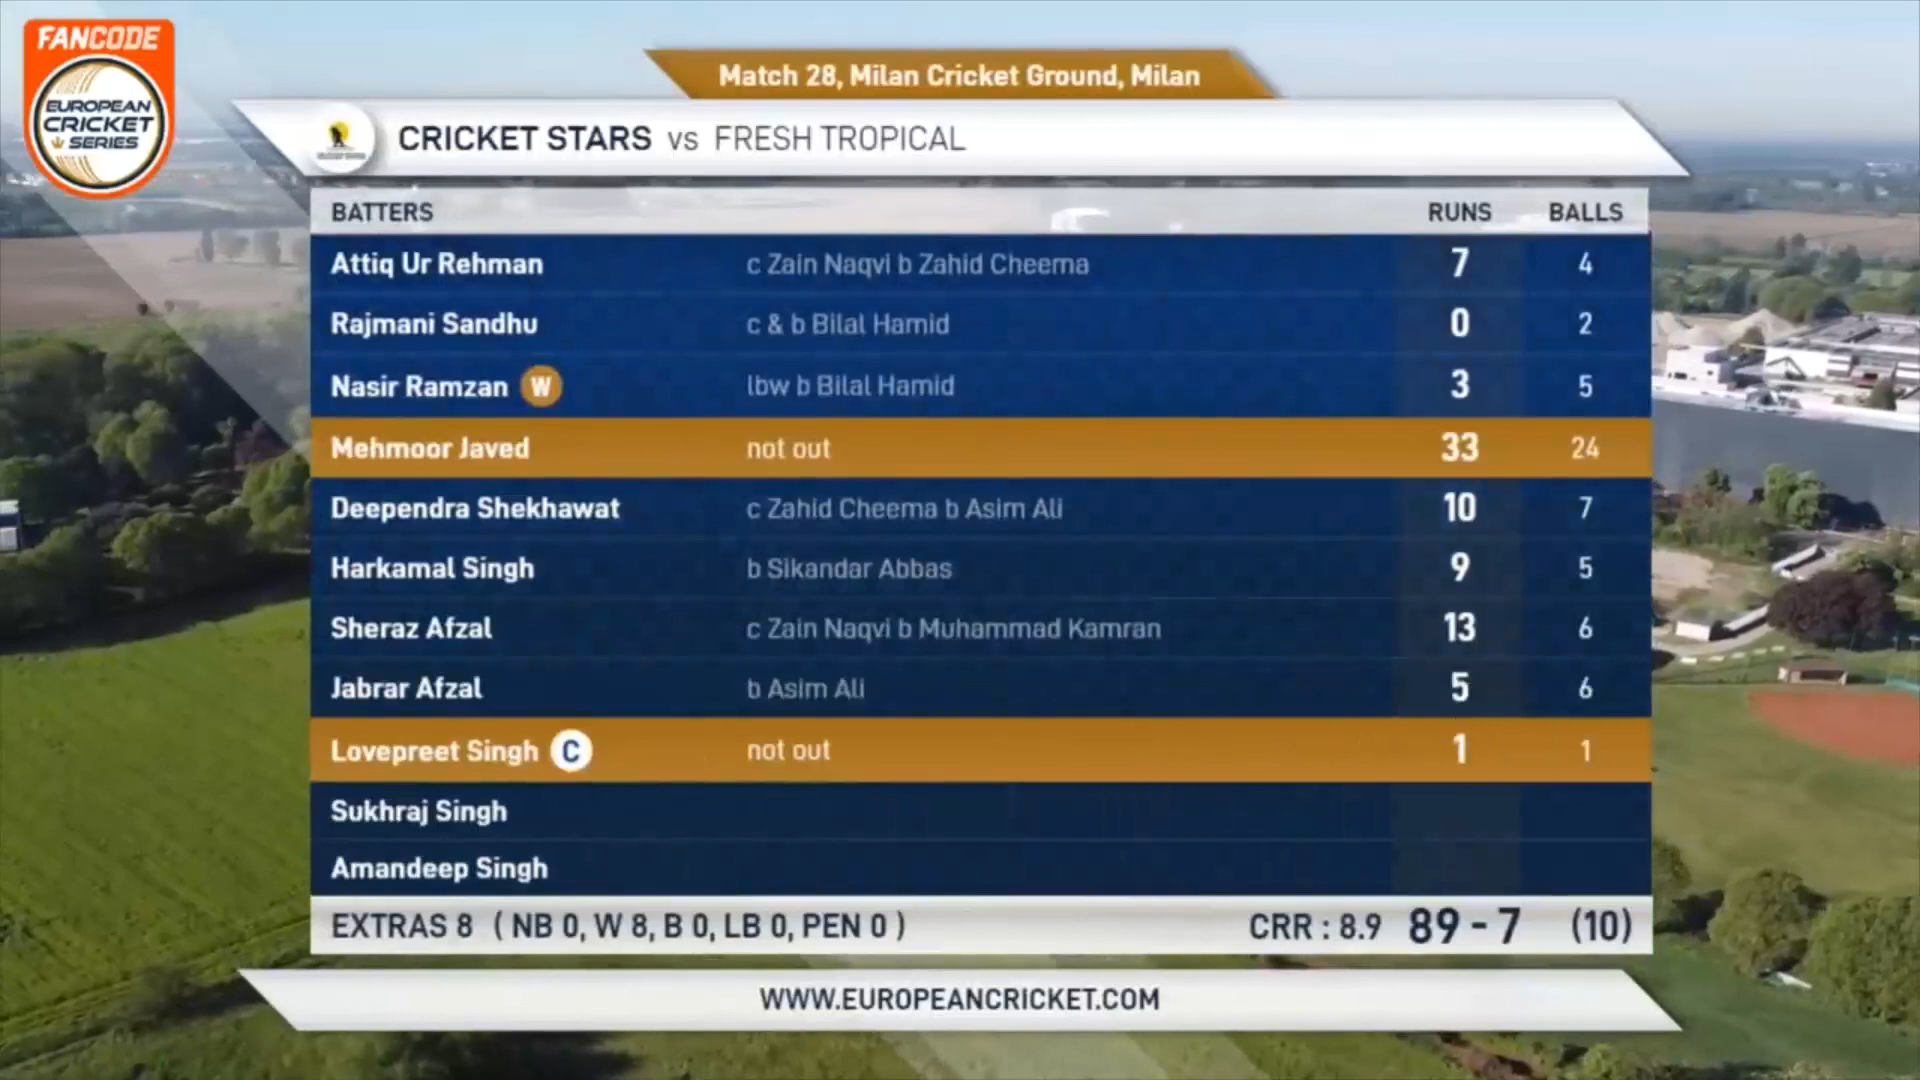 FANCODE
EUROPEAN
CRICKET
SERIES
Match 28, Milan Cricket Ground, Milan
CRICKET STARS vs FRESH TROPICAL
BATTERS RUNS BALLS
Attiq Ur Rehman c Zain Naqvi b Zahid Cheema 7 4
Rajmani Sandhu c & b Bilal Hamid 0 2
Nasir Ramzan W lbw b Bilal Hamid 3 5
Mehmoor Javed not out 33 24
Deependra Shekhawat c Zahid Cheema b Asim Ali 10 7
Harkamal Singh b Sikandar Abbas 9 5
Sheraz Afzal c Zain Naqvi b Muhammad Kamran 13 6
Jabrar Afzal b Asim Ali 5 6
Lovepreet Singh C not out 1 1
Sukhraj Singh
Amandeep Singh
EXTRAS 8 ( NB 0, W 8, B 0, LB 0, PEN 0 ) CRR : 8.9 89 - 7 (10)
WWW.EUROPEANCRICKET.COM